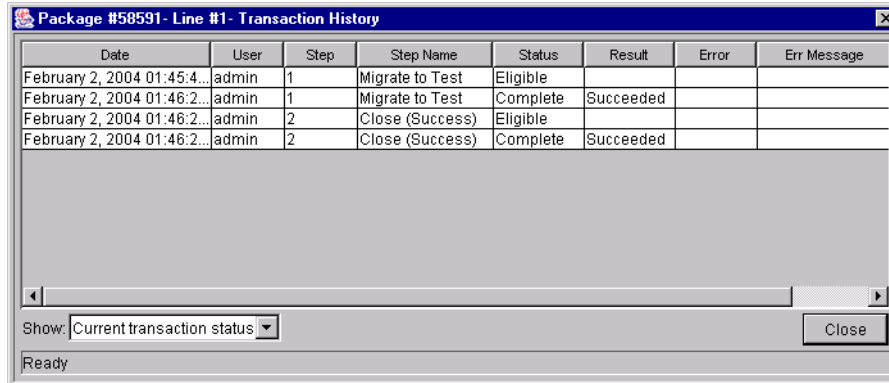 Package #58591- Line #1- Transaction History
Date User Step Step Name Status Result Error Err Message
February 2, 2004 01:45:4... admin 1 Migrate to Test Eligible
February 2, 2004 01:46:2... admin 1 Migrate to Test Complete Succeeded
February 2, 2004 01:46:2... admin 2 Close (Success) Eligible
February 2, 2004 01:46:2... admin 2 Close (Success) Complete Succeeded
Show: Current transaction status Close
Ready